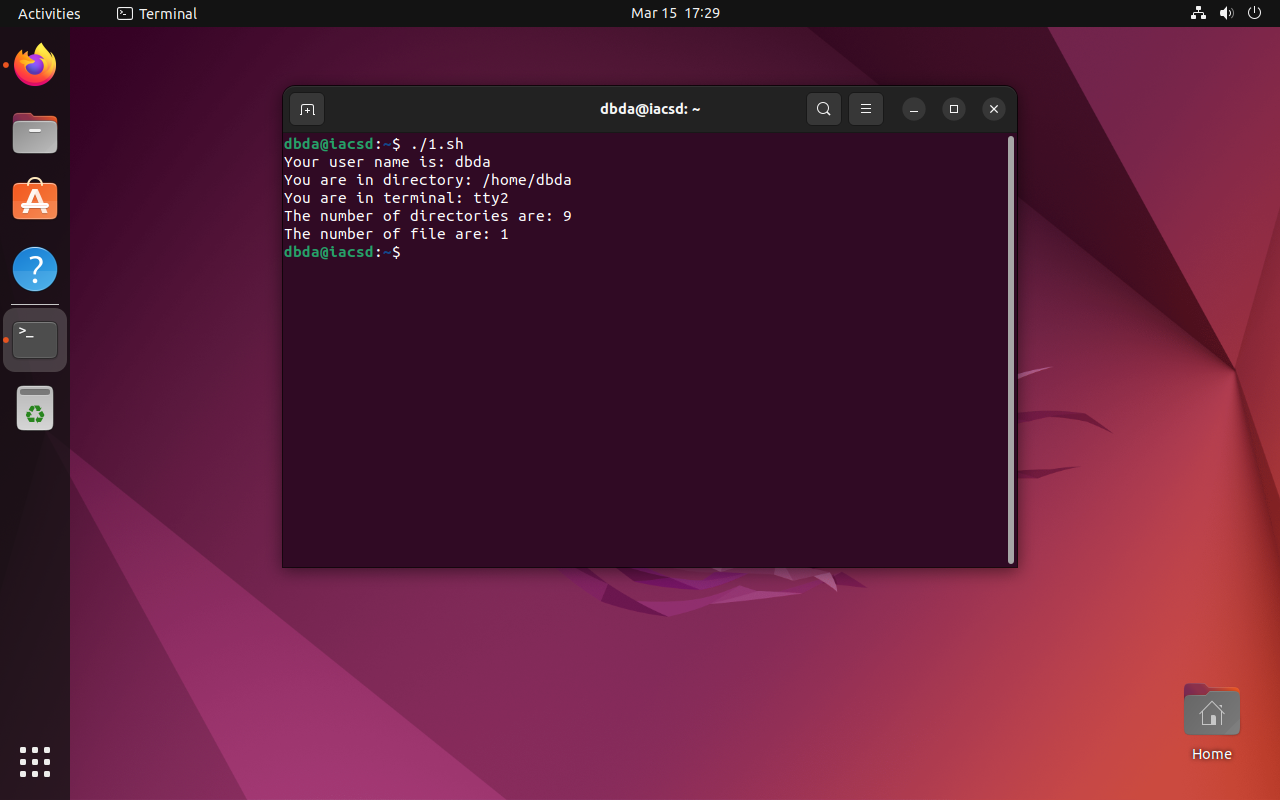 Activities
Terminal
Mar 15 17:29
dbda@iacsd: ~
dbda@iacsd:~$ ./1.sh
Your user name is: dbda
You are in directory: /home/dbda
You are in terminal: tty2
The number of directories are: 9
The number of file are: 1
dbda@iacsd:~$
Home